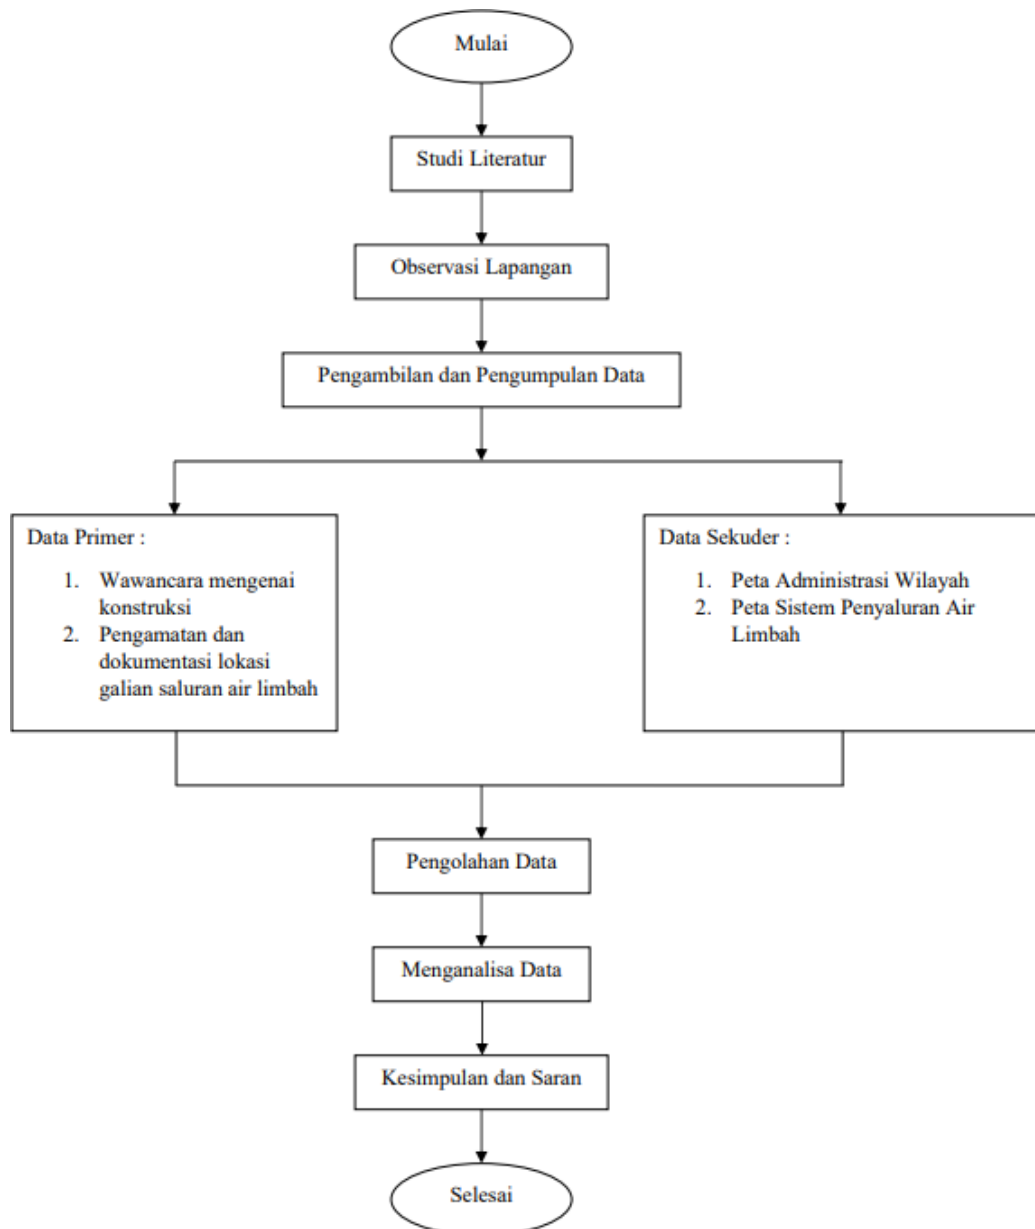 Mulai
Studi Literatur
Observasi Lapangan
Pengambilan dan Pengumpulan Data
Data Primer :
1. Wawancara mengenai
konstruksi
2. Pengamatan dan
dokumentasi lokasi
galian saluran air limbah
Data Sekuder :
1. Peta Administrasi Wilayah
2. Peta Sistem Penyaluran Air
Limbah
Pengolahan Data
Menganalisa Data
Kesimpulan dan Saran
Selesai